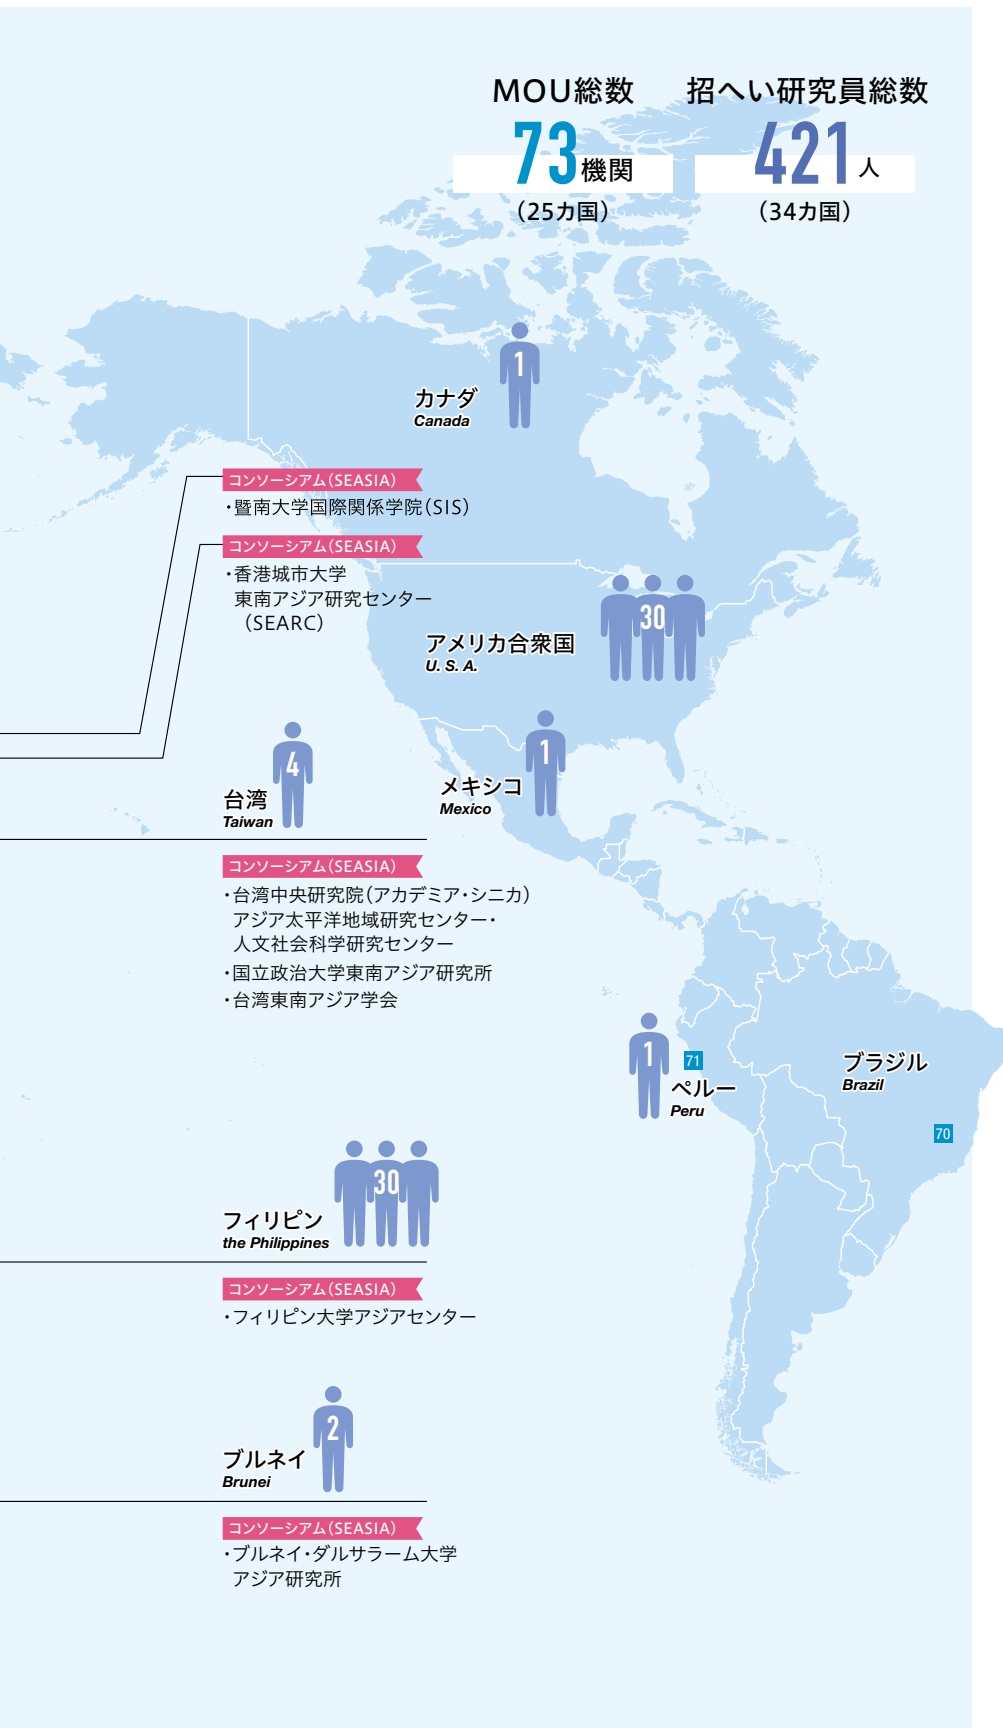 MOU総数
73機関
（25カ国）
招へい研究員総数
421人
（34カ国）
1
カナダ
Canada
コンソーシアム（SEASIA）
・暨南大学国際関係学院（SIS）
コンソーシアム（SEASIA）
・香港城市大学
東南アジア研究センター
（SEARC）
30
アメリカ合衆国
U. S. A.
4
台湾
Taiwan
1
メキシコ
Mexico
コンソーシアム（SEASIA）
・台湾中央研究院（アカデミア・シニカ）
アジア太平洋地域研究センター・
人文社会科学研究センター
・国立政治大学東南アジア研究所
・台湾東南アジア学会
1
71
ペルー
Peru
ブラジル
Brazil
70
30
フィリピン
the Philippines
コンソーシアム（SEASIA）
・フィリピン大学アジアセンター
2
ブルネイ
Brunei
コンソーシアム（SEASIA）
・ブルネイ・ダルサラーム大学
アジア研究所